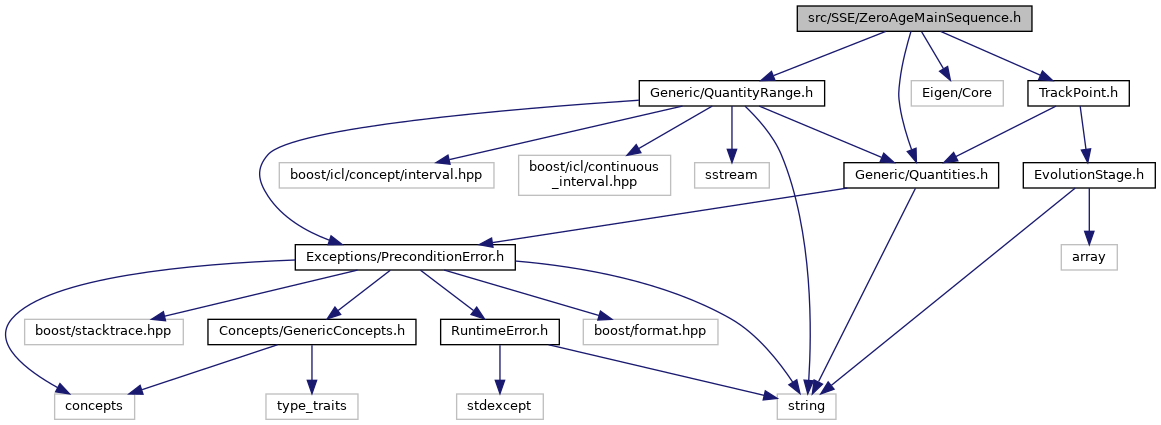 src/SSE/ZeroAgeMainSequence.h
Generic/QuantityRange.h
Eigen/Core
TrackPoint.h
boost/icl/concept/interval.hpp
boost/icl/continuous
_interval.hpp
sstream
Generic/Quantities.h
EvolutionStage.h
Exceptions/PreconditionError.h
array
boost/stacktrace.hpp
Concepts/GenericConcepts.h
RuntimeError.h
boost/format.hpp
concepts
type_traits
stdexcept
string